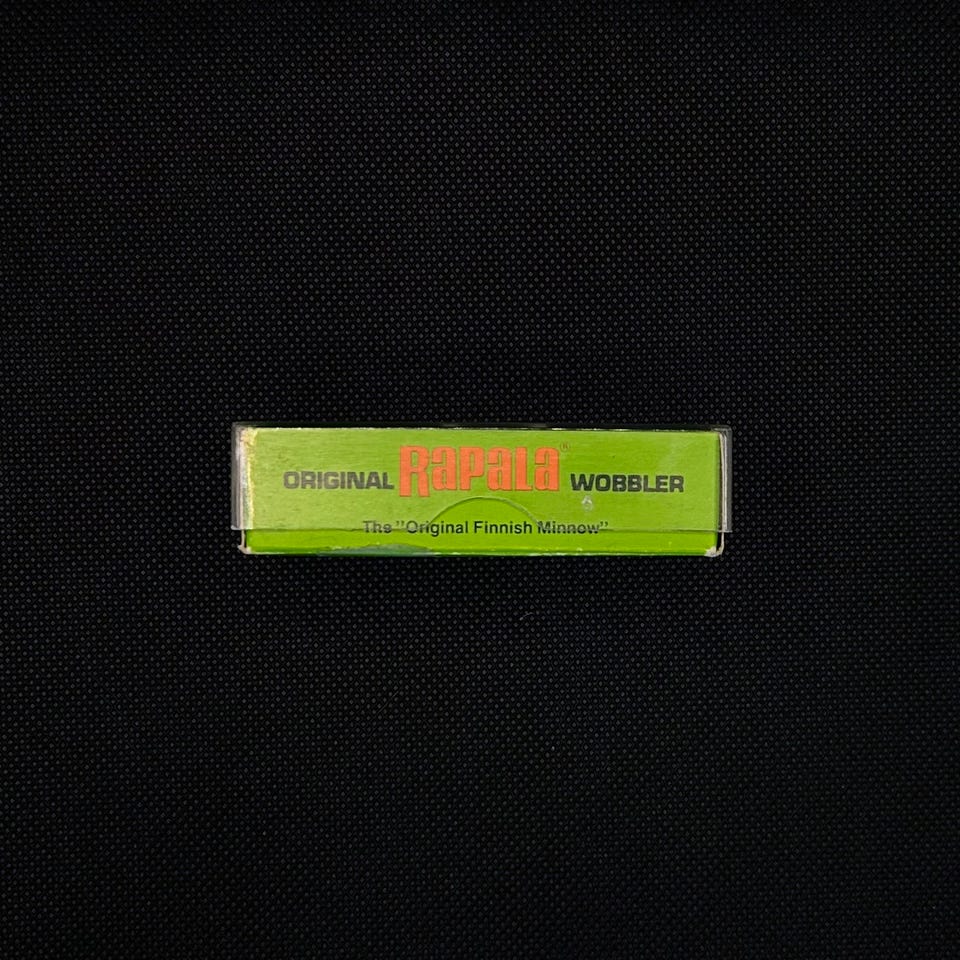 ORIGINAL Rapala® WOBBLER
The "Original Finnish Minnow"